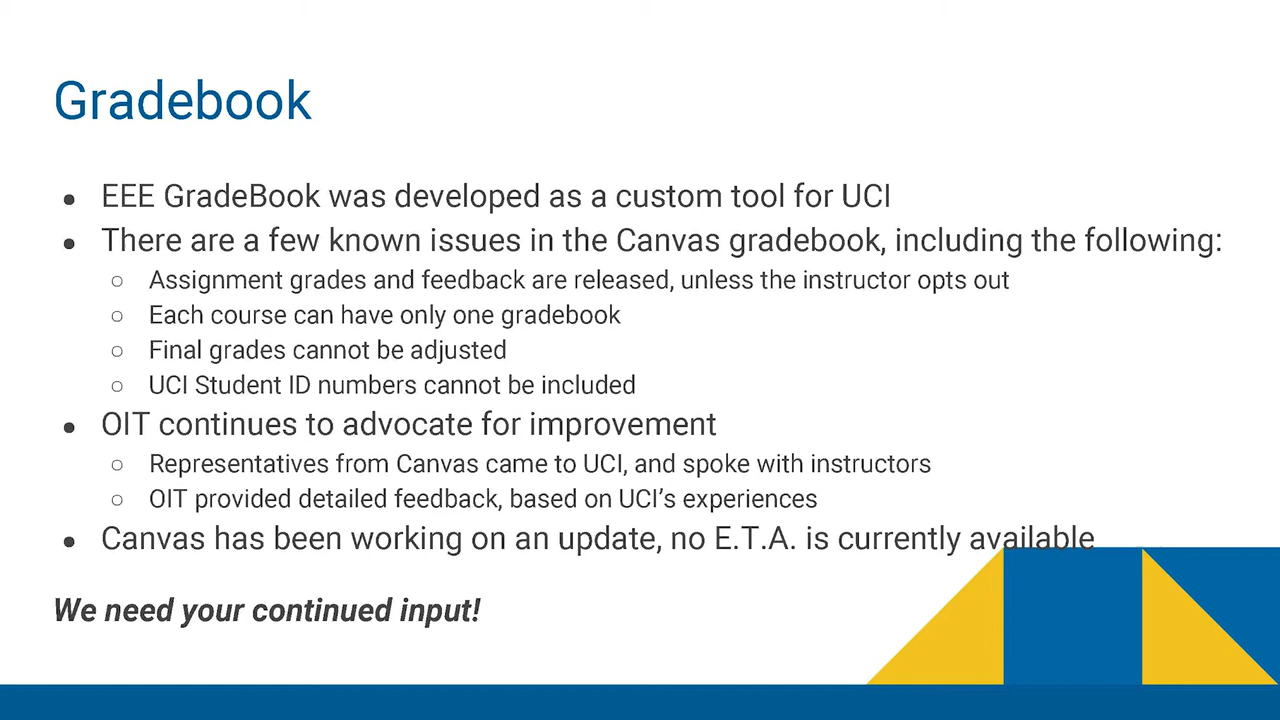 Gradebook
● EEE GradeBook was developed as a custom tool for UCI
● There are a few known issues in the Canvas gradebook, including the following:
○ Assignment grades and feedback are released, unless the instructor opts out
○ Each course can have only one gradebook
○ Final grades cannot be adjusted
○ UCI Student ID numbers cannot be included
● OIT continues to advocate for improvement
○ Representatives from Canvas came to UCI, and spoke with instructors
○ OIT provided detailed feedback, based on UCI’s experiences
● Canvas has been working on an update, no E.T.A. is currently available
We need your continued input!